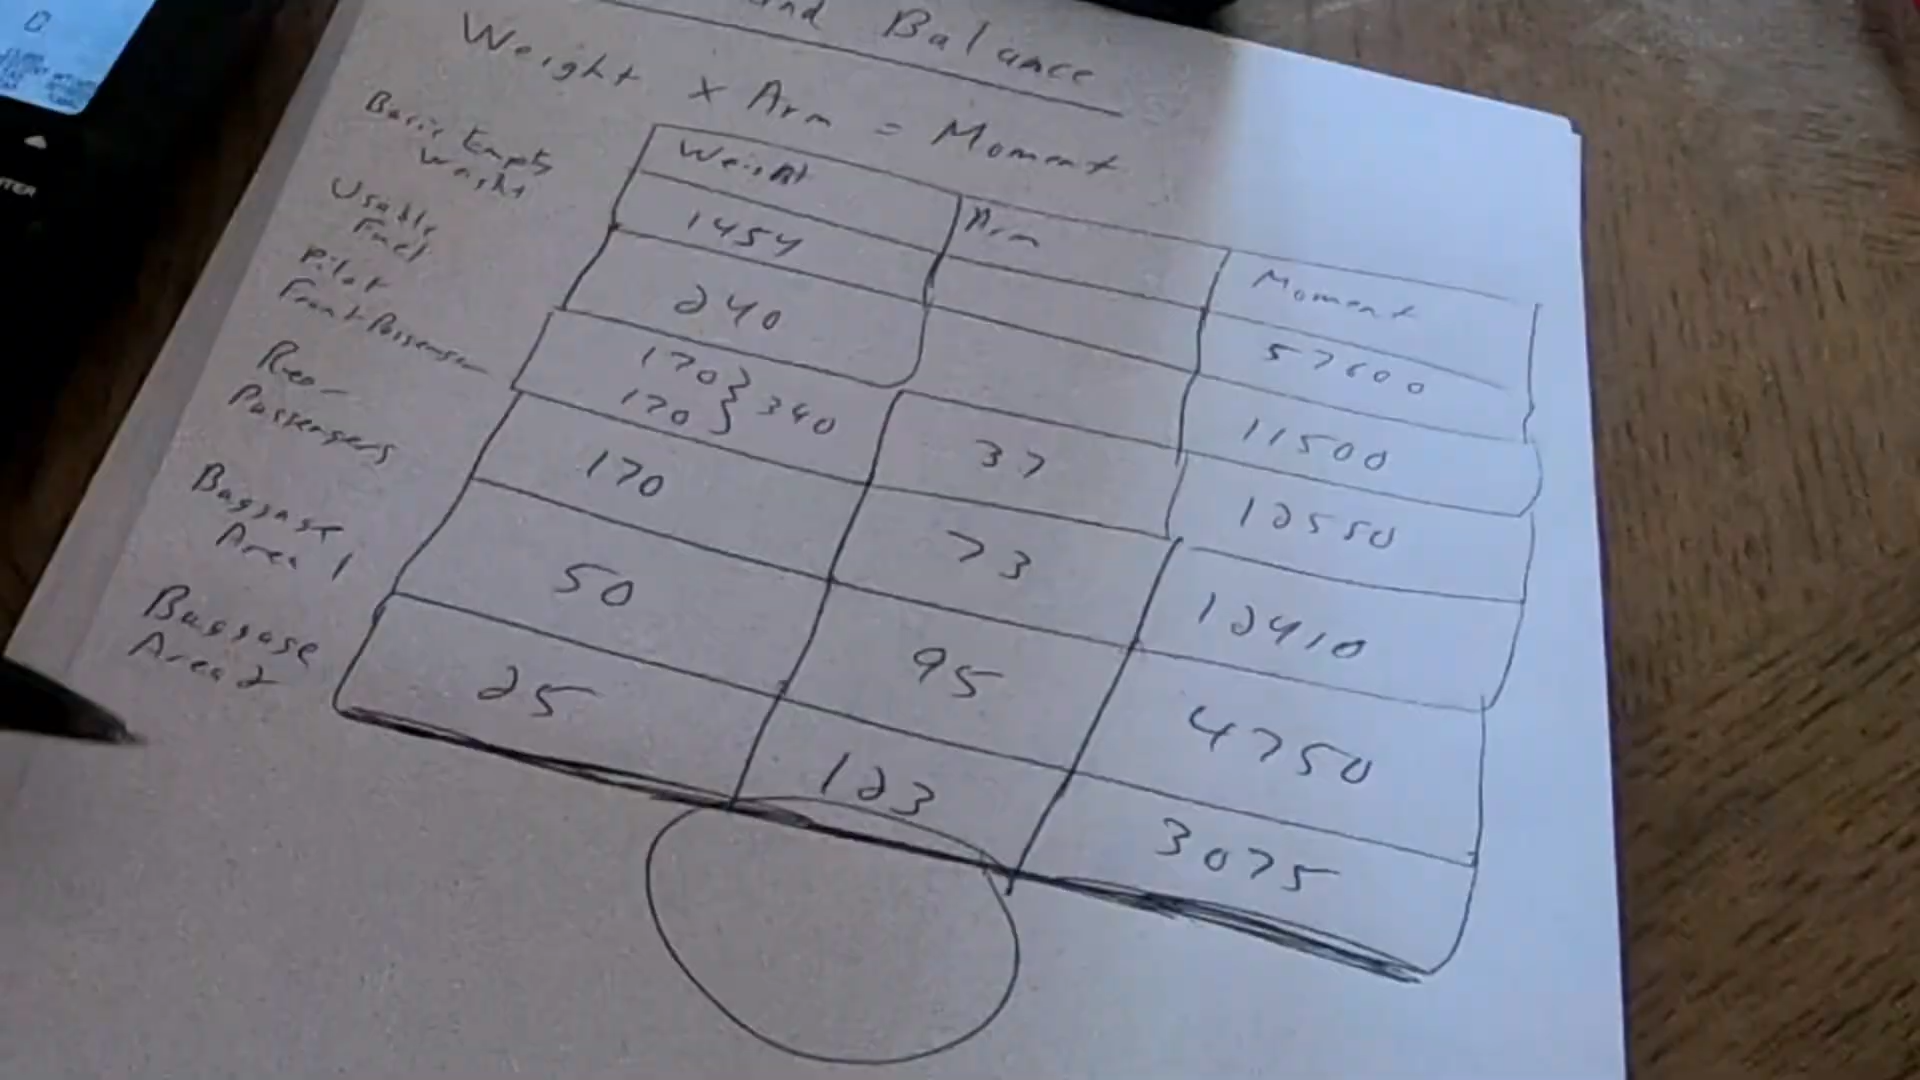 and Balance
Weight x Arm = Moment
Weight Arm Moment
Basic Empty Weight 1454 57600
Usable Fuel 240 11500
Pilot 170 } 340 37 12550
Front Passenger 170
Rear Passengers 170 73 12410
Baggage Area 1 50 95 4750
Baggage Area 2 25 123 3075